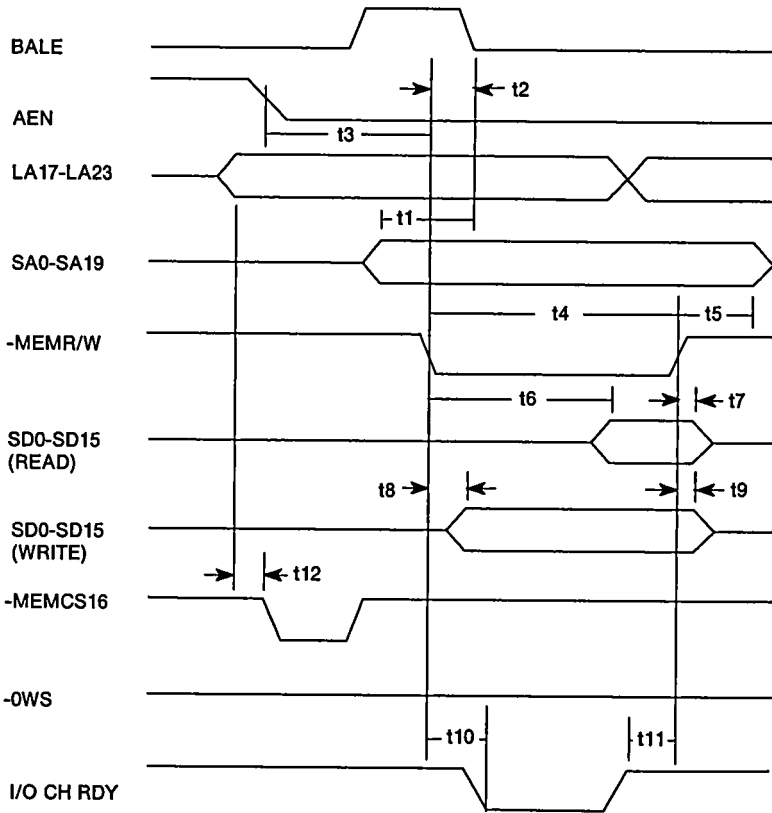 BALE
t2
AEN
t3
LA17-LA23
t1
SA0-SA19
t4
t5
-MEMR/W
t6
t7
SD0-SD15
(READ)
t8
t9
SD0-SD15
(WRITE)
t12
-MEMCS16
-0WS
t10
t11
I/O CH RDY